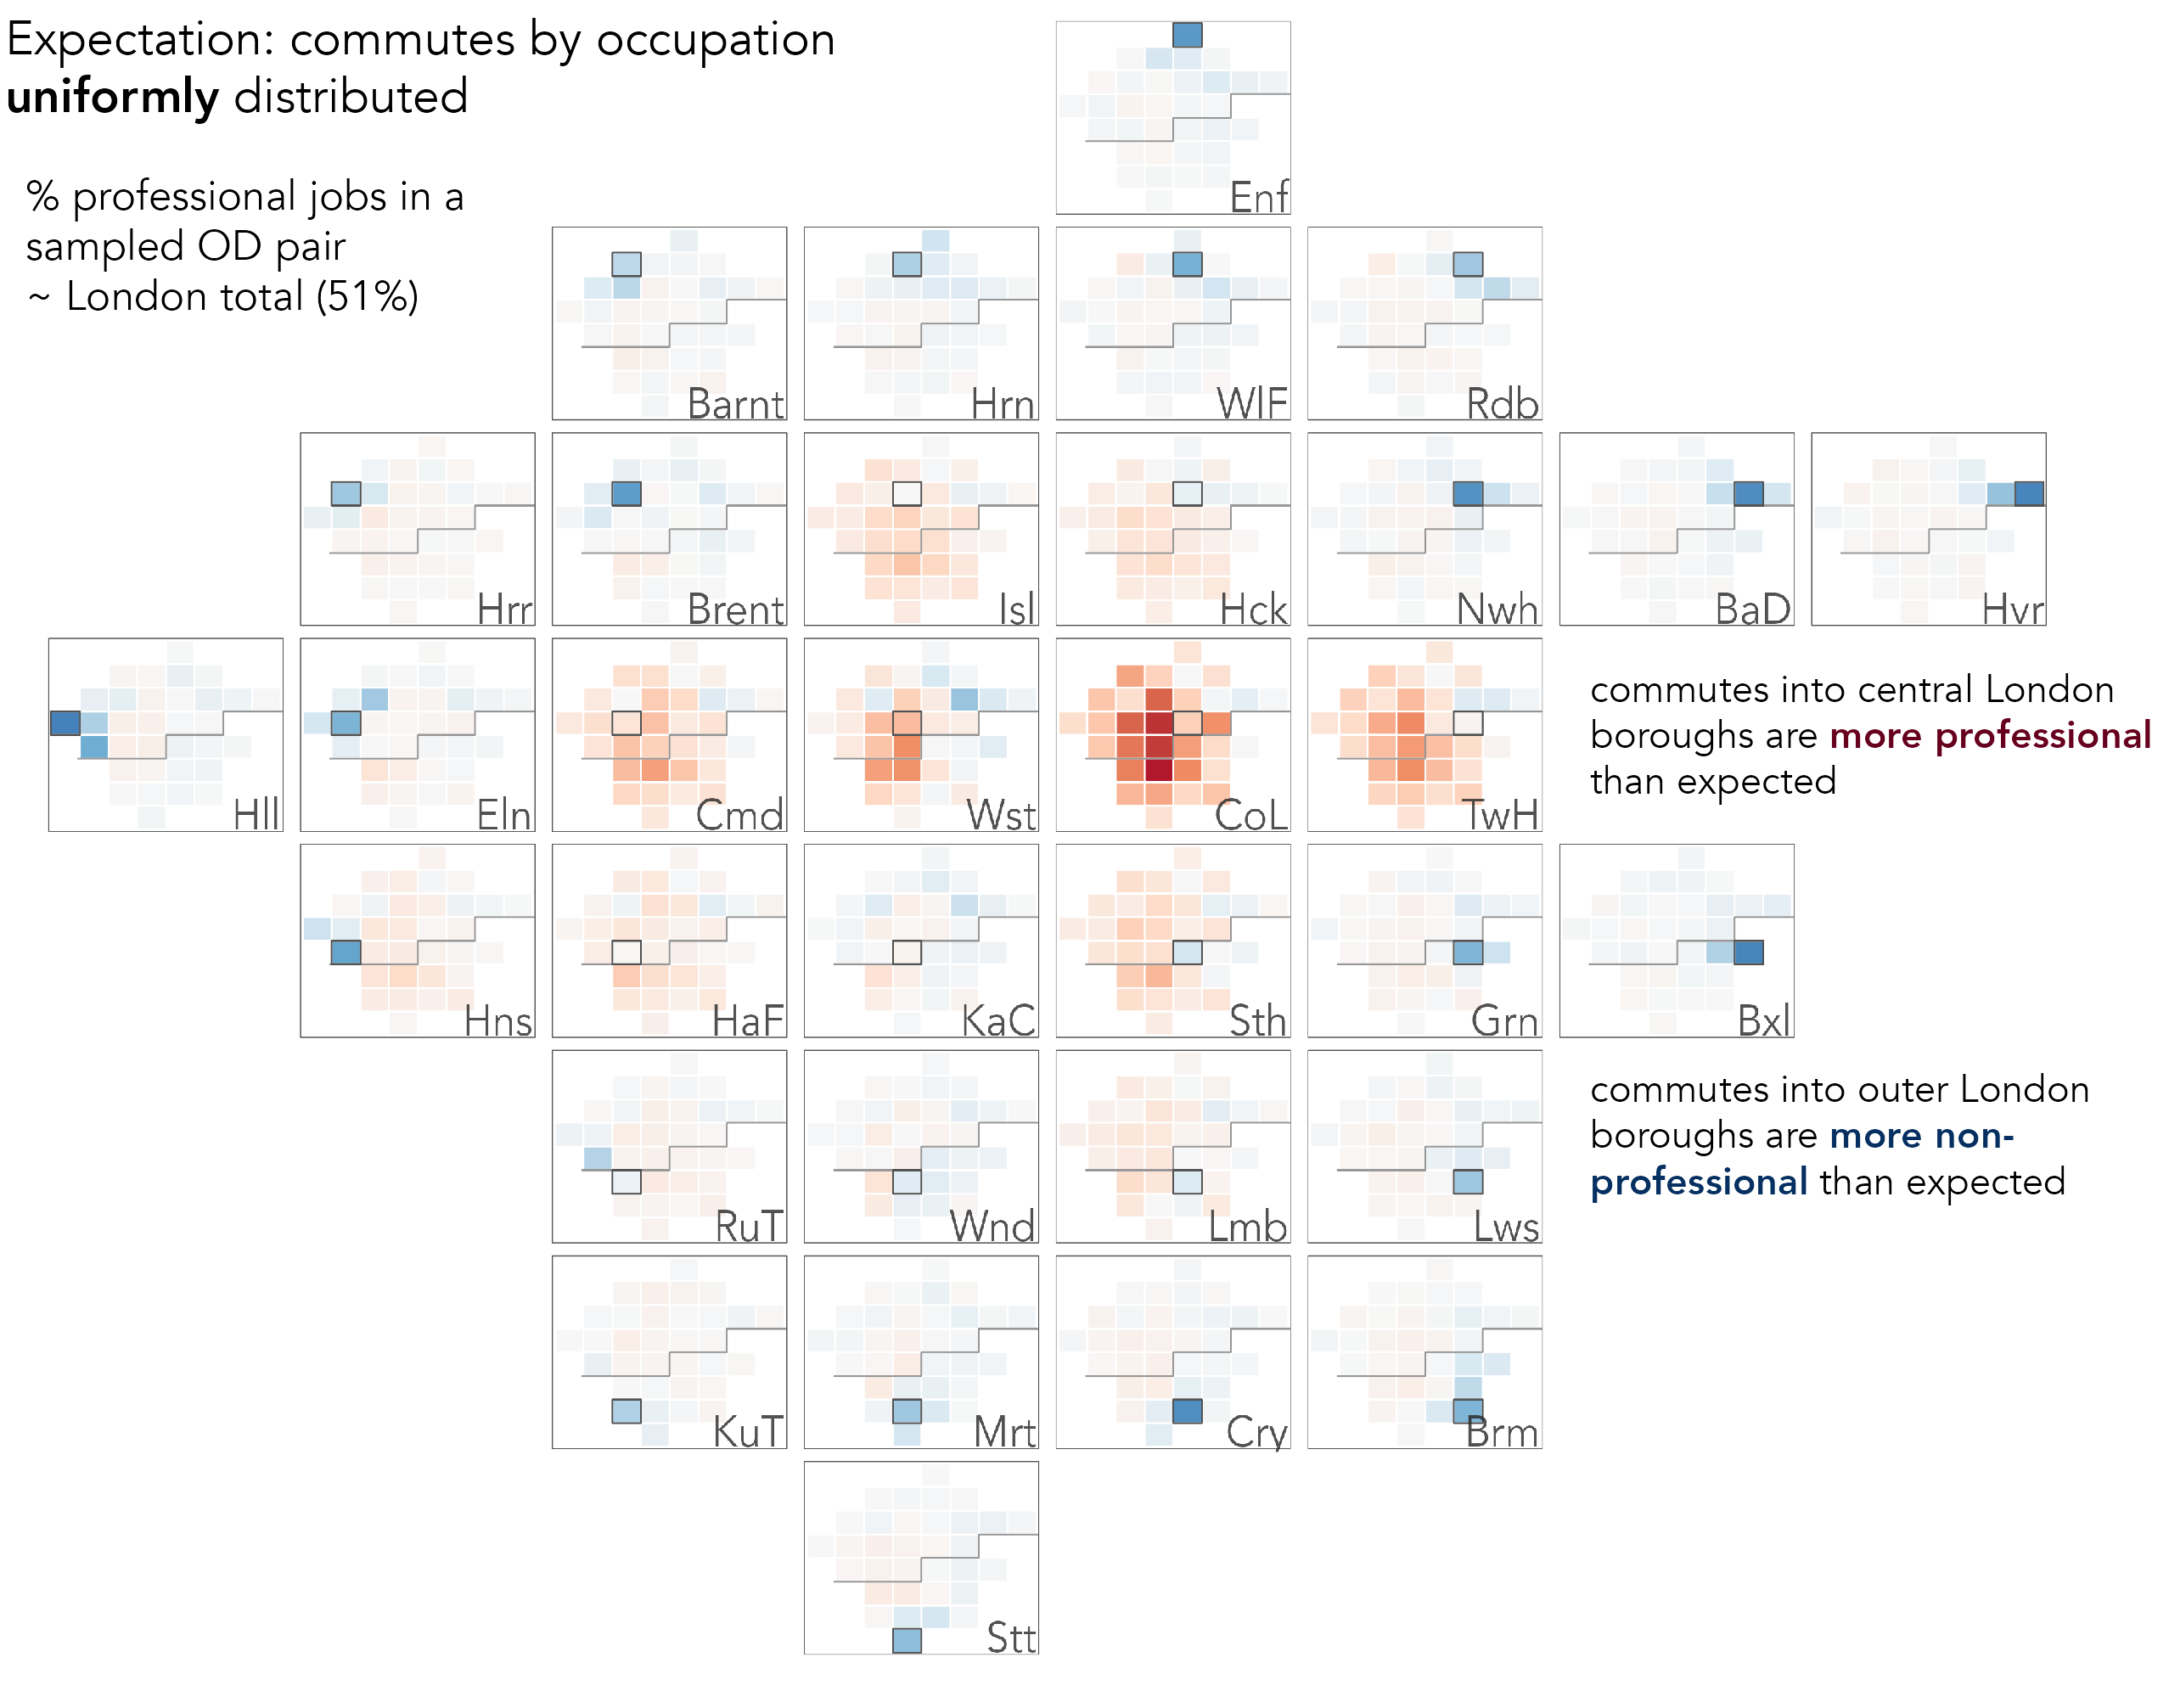 Expectation: commutes by occupation
uniformly distributed
% professional jobs in a
sampled OD pair
~ London total (51%)
Enf
Barnt
Hrn
WlF
Rdb
Hrr
Brent
Isl
Hck
Nwh
BaD
Hvr
Hll
Eln
Cmd
Wst
CoL
TwH
commutes into central London
boroughs are more professional
than expected
Hns
HaF
KaC
Sth
Grn
Bxl
RuT
Wnd
Lmb
Lws
commutes into outer London
boroughs are more non-
professional than expected
KuT
Mrt
Cry
Brm
Stt